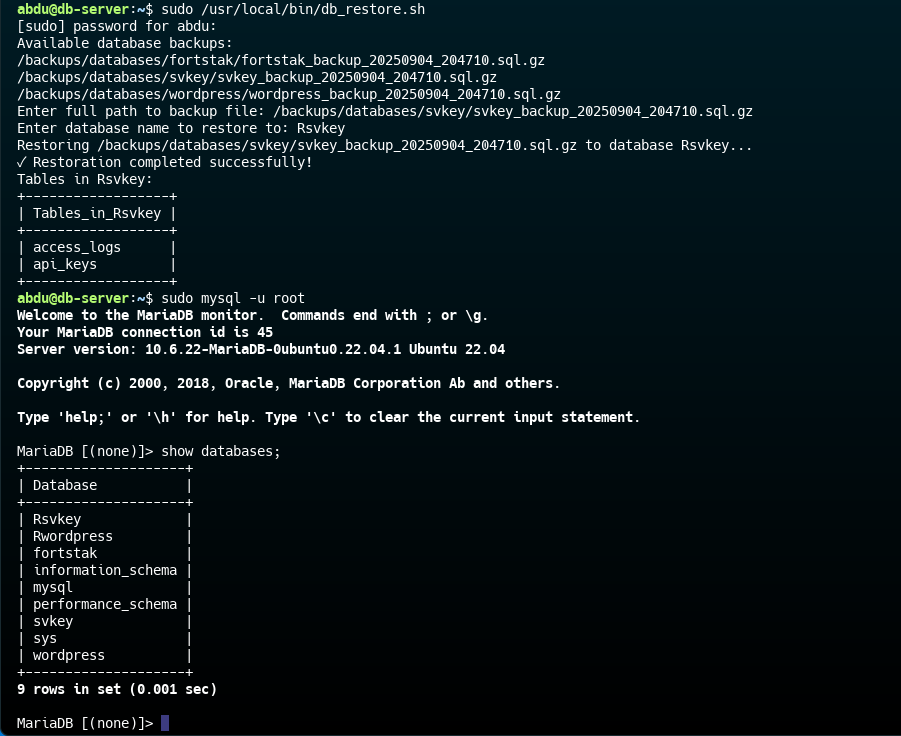 abdu@db-server:~$ sudo /usr/local/bin/db_restore.sh
[sudo] password for abdu:
Available database backups:
/backups/databases/fortstak/fortstak_backup_20250904_204710.sql.gz
/backups/databases/svkey/svkey_backup_20250904_204710.sql.gz
/backups/databases/wordpress/wordpress_backup_20250904_204710.sql.gz
Enter full path to backup file: /backups/databases/svkey/svkey_backup_20250904_204710.sql.gz
Enter database name to restore to: Rsvkey
Restoring /backups/databases/svkey/svkey_backup_20250904_204710.sql.gz to database Rsvkey...
✓ Restoration completed successfully!
Tables in Rsvkey:
+------------------+
| Tables_in_Rsvkey |
+------------------+
| access_logs      |
| api_keys         |
+------------------+
abdu@db-server:~$ sudo mysql -u root
Welcome to the MariaDB monitor.  Commands end with ; or \g.
Your MariaDB connection id is 45
Server version: 10.6.22-MariaDB-0ubuntu0.22.04.1 Ubuntu 22.04

Copyright (c) 2000, 2018, Oracle, MariaDB Corporation Ab and others.

Type 'help;' or '\h' for help. Type '\c' to clear the current input statement.

MariaDB [(none)]> show databases;
+--------------------+
| Database           |
+--------------------+
| Rsvkey             |
| Rwordpress         |
| fortstak           |
| information_schema |
| mysql              |
| performance_schema |
| svkey              |
| sys                |
| wordpress          |
+--------------------+
9 rows in set (0.001 sec)

MariaDB [(none)]>